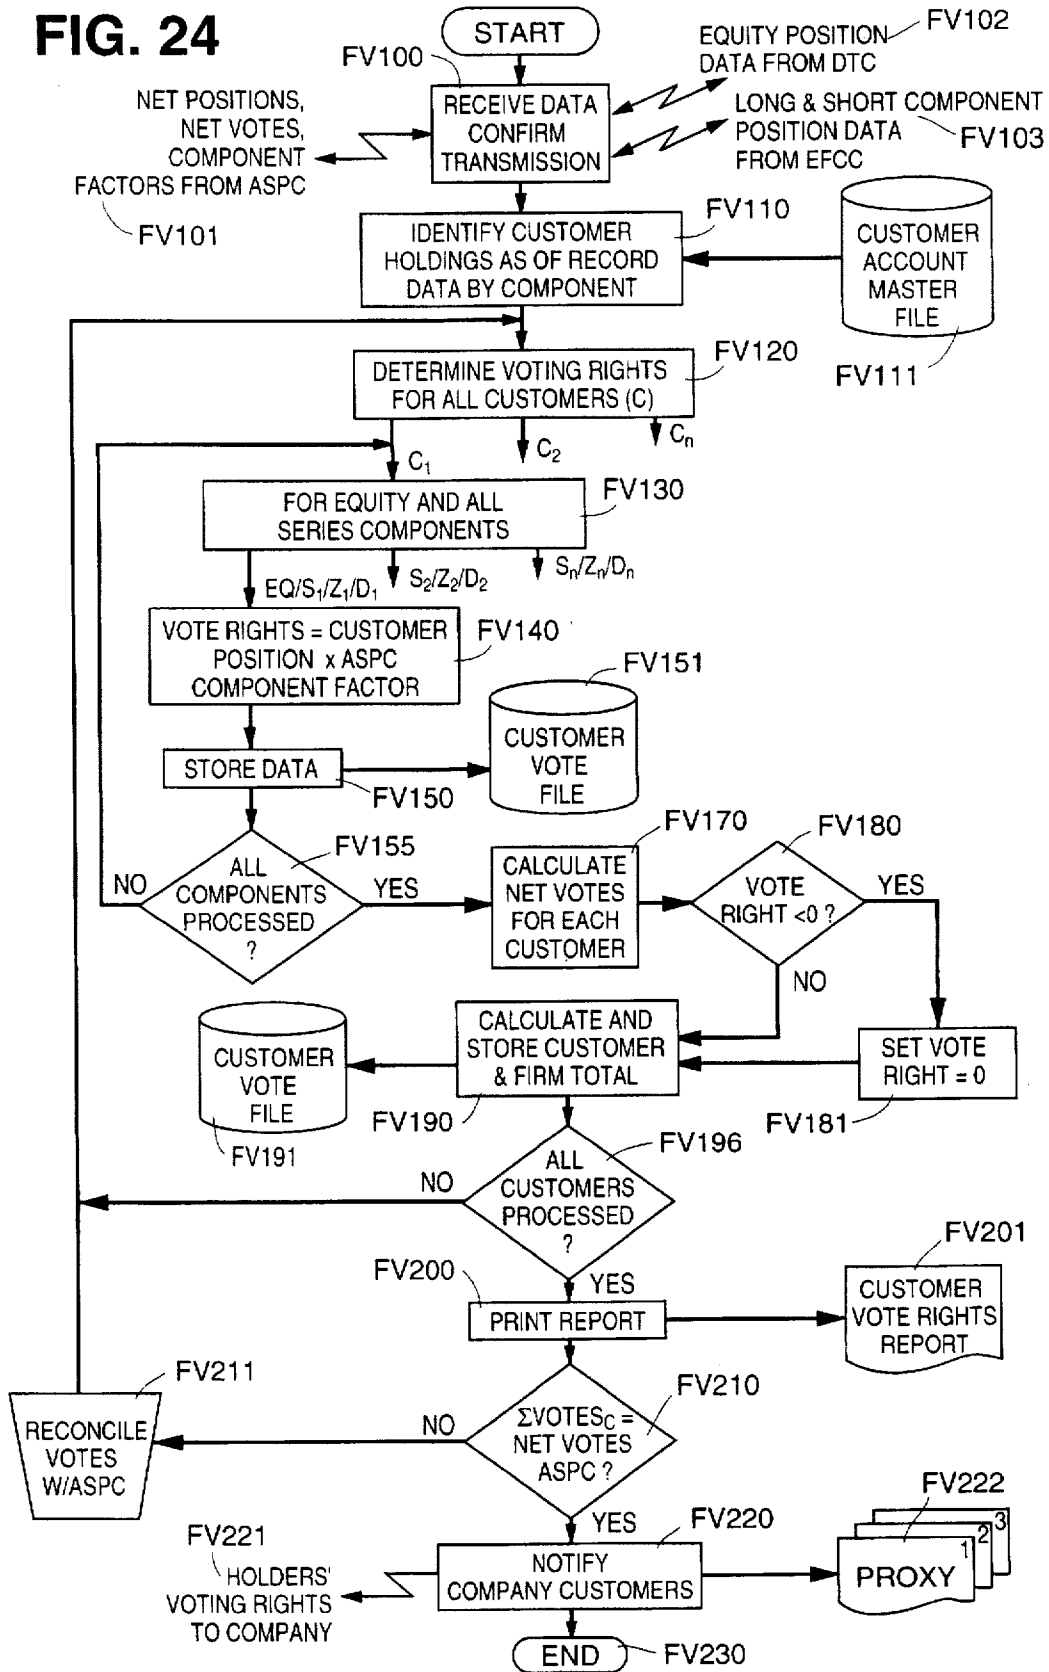 FIG. 24
START
FV100
FV102
EQUITY POSITION
DATA FROM DTC
NET POSITIONS,
NET VOTES,
COMPONENT
FACTORS FROM ASPC
FV101
RECEIVE DATA
CONFIRM
TRANSMISSION
LONG & SHORT COMPONENT
POSITION DATA
FROM EFCC
FV103
FV110
IDENTIFY CUSTOMER
HOLDINGS AS OF RECORD
DATA BY COMPONENT
CUSTOMER
ACCOUNT
MASTER
FILE
FV111
FV120
DETERMINE VOTING RIGHTS
FOR ALL CUSTOMERS (C)
C1
C2
Cn
FV130
FOR EQUITY AND ALL
SERIES COMPONENTS
EQ/S1/Z1/D1
S2/Z2/D2
Sn/Zn/Dn
VOTE RIGHTS = CUSTOMER
POSITION x ASPC
COMPONENT FACTOR
FV140
FV151
CUSTOMER
VOTE
FILE
STORE DATA
FV150
FV155
ALL
COMPONENTS
PROCESSED
?
NO
YES
FV170
CALCULATE
NET VOTES
FOR EACH
CUSTOMER
FV180
VOTE
RIGHT <0 ?
YES
NO
CUSTOMER
VOTE
FILE
FV191
CALCULATE AND
STORE CUSTOMER
& FIRM TOTAL
FV190
SET VOTE
RIGHT = 0
FV181
FV196
ALL
CUSTOMERS
PROCESSED
?
NO
YES
FV200
PRINT REPORT
FV201
CUSTOMER
VOTE RIGHTS
REPORT
FV211
RECONCILE
VOTES
W/ASPC
NO
FV210
ΣVOTESC =
NET VOTES
ASPC ?
YES
FV220
NOTIFY
COMPANY CUSTOMERS
FV221
HOLDERS'
VOTING RIGHTS
TO COMPANY
FV222
PROXY
1
2
3
END
FV230